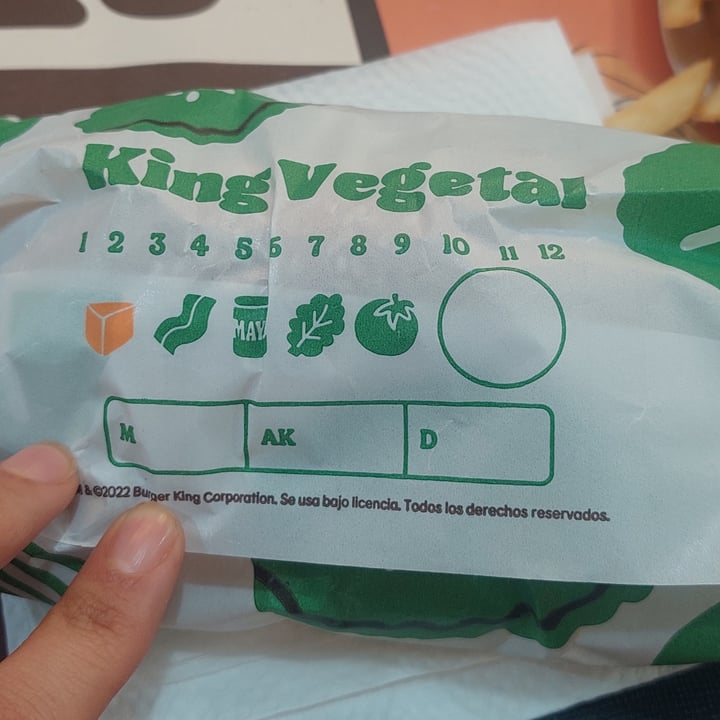 King Vegetal
1 2 3 4 5 6 7 8 9 10 11 12
MAY
M AK D
& ©2022 Burger King Corporation. Se usa bajo licencia. Todos los derechos reservados.